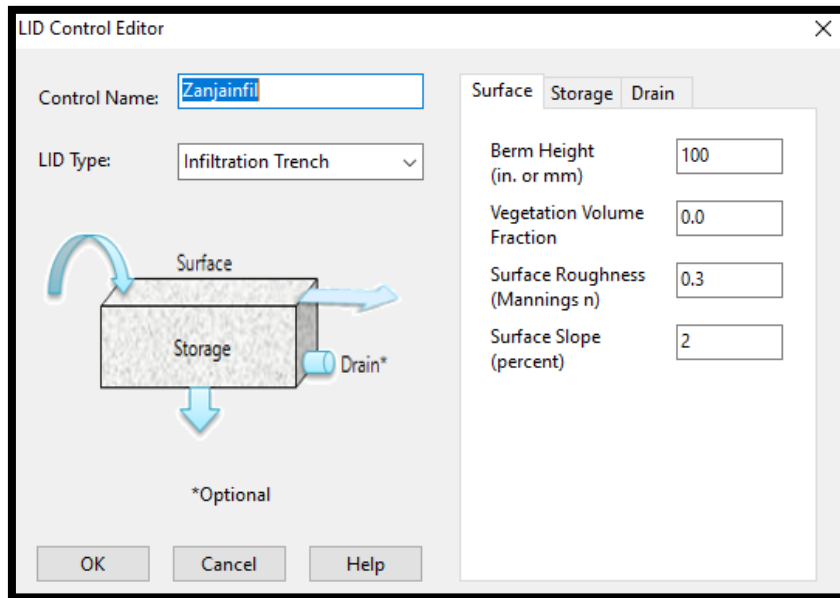 LID Control Editor
Control Name: Zanjainfil
LID Type: Infiltration Trench
Surface
Storage
Drain*
*Optional
OK Cancel Help
Surface Storage Drain
Berm Height
(in. or mm)
100
Vegetation Volume
Fraction
0.0
Surface Roughness
(Mannings n)
0.3
Surface Slope
(percent)
2